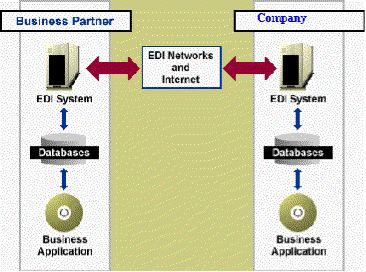 Business Partner
Company
EDI Networks
and
Internet
EDI System
EDI System
Databases
Databases
Business
Application
Business
Application